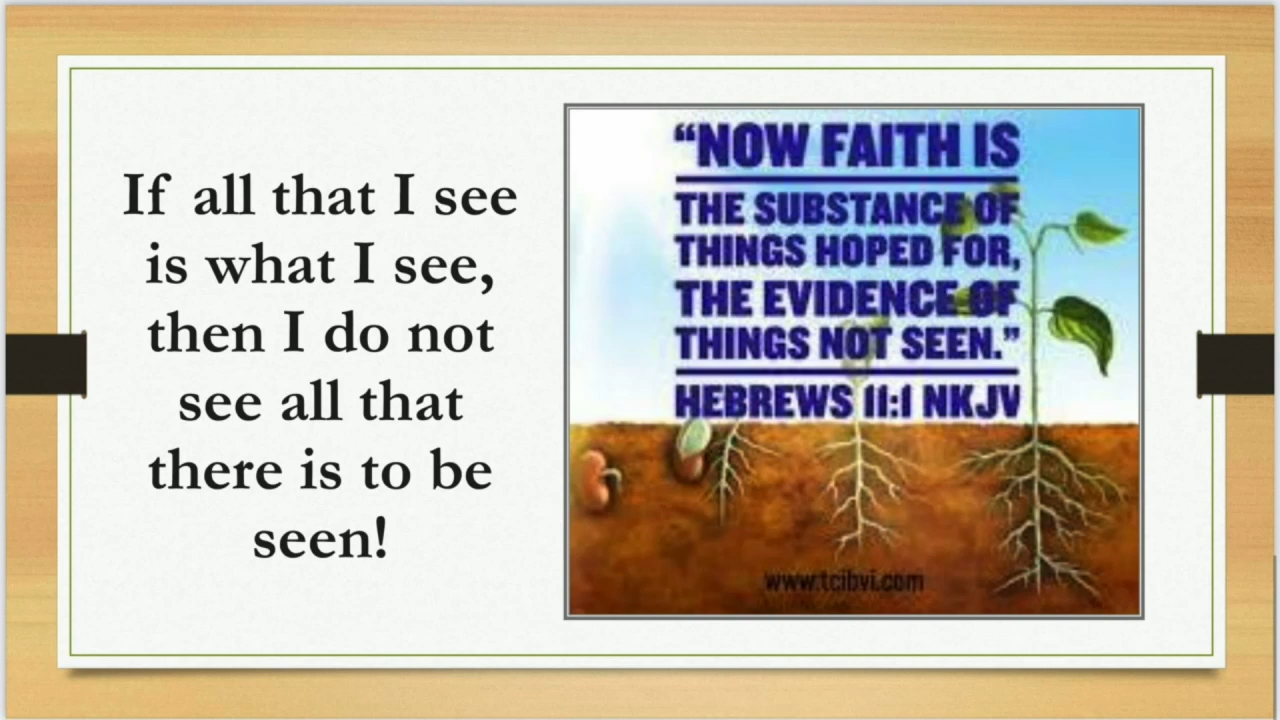 If all that I see
is what I see,
then I do not
see all that
there is to be
seen!
“NOW FAITH IS
THE SUBSTANCE OF
THINGS HOPED FOR,
THE EVIDENCE OF
THINGS NOT SEEN.”
HEBREWS 11:1 NKJV
www.tcibvi.com